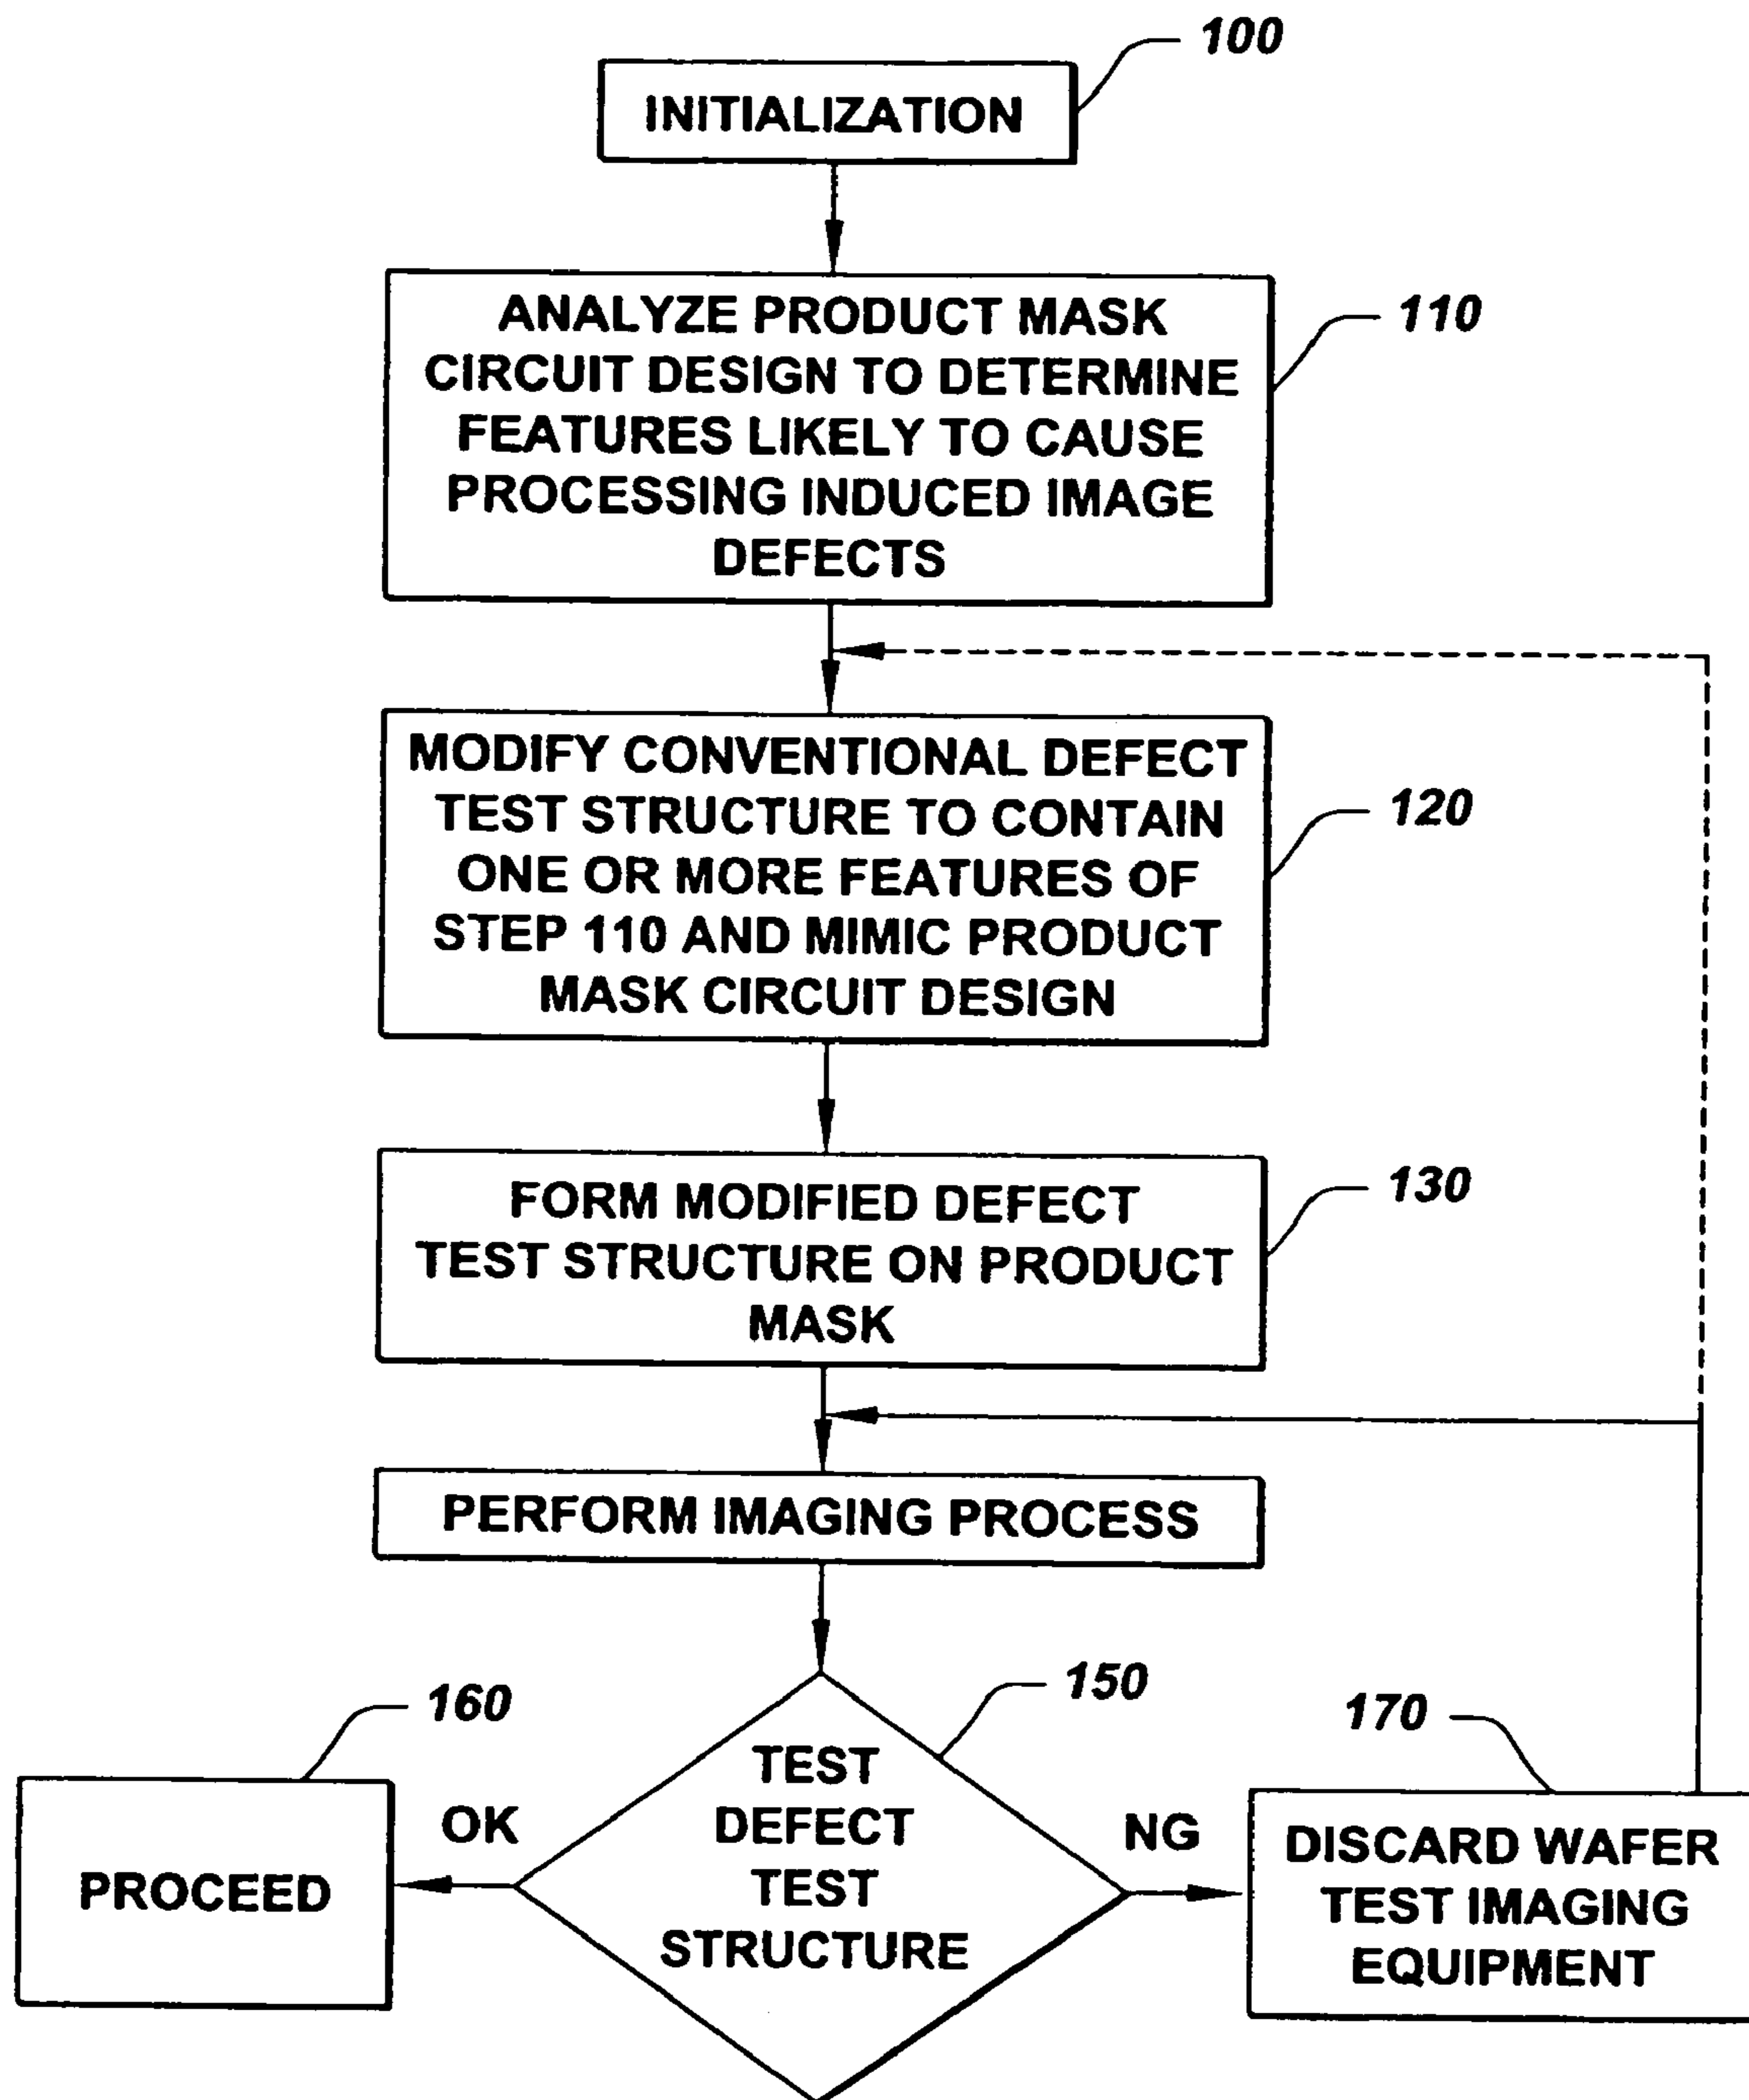 100
INITIALIZATION
110
ANALYZE PRODUCT MASK
CIRCUIT DESIGN TO DETERMINE
FEATURES LIKELY TO CAUSE
PROCESSING INDUCED IMAGE
DEFECTS
120
MODIFY CONVENTIONAL DEFECT
TEST STRUCTURE TO CONTAIN
ONE OR MORE FEATURES OF
STEP 110 AND MIMIC PRODUCT
MASK CIRCUIT DESIGN
130
FORM MODIFIED DEFECT
TEST STRUCTURE ON PRODUCT
MASK
PERFORM IMAGING PROCESS
150
TEST
DEFECT
TEST
STRUCTURE
160
OK
PROCEED
170
NG
DISCARD WAFER
TEST IMAGING
EQUIPMENT